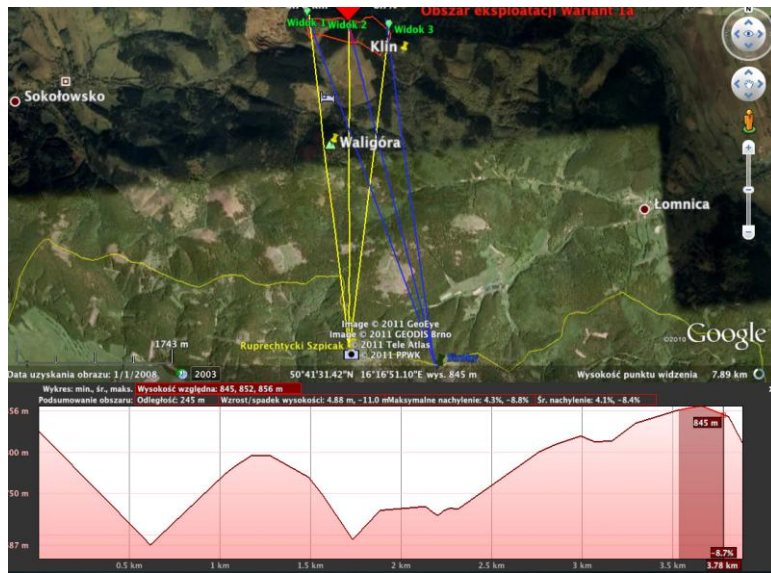 Obszar eksploatacji Wariant 1a
Widok 1
Widok 2
Widok 3
Klin
Sokołowsko
Waligóra
Łomnica
Ruprechtycki Szpicak
1743 m
Image © 2011 GeoEye
Image © 2011 GEODIS Brno
© 2011 Tele Atlas
© 2011 PPWK
©2010 Google
Data uzyskania obrazu: 1/1/2008
2003
50°41'31.42"N 16°16'51.10"E wys. 845 m
Wysokość punktu widzenia 7.89 km
Wykres: min., śr., maks. Wysokość względna: 845, 852, 856 m
Podsumowanie obszaru: Odległość: 245 m Wzrost/spadek wysokości: 4.88 m, -11.0 m Maksymalne nachylenie: 4.3%, -8.8% Śr. nachylenie: 4.1%, -8.4%
56 m
845 m
00 m
50 m
87 m
-8.7%
0.5 km
1 km
1.5 km
2 km
2.5 km
3 km
3.5 km
3.78 km